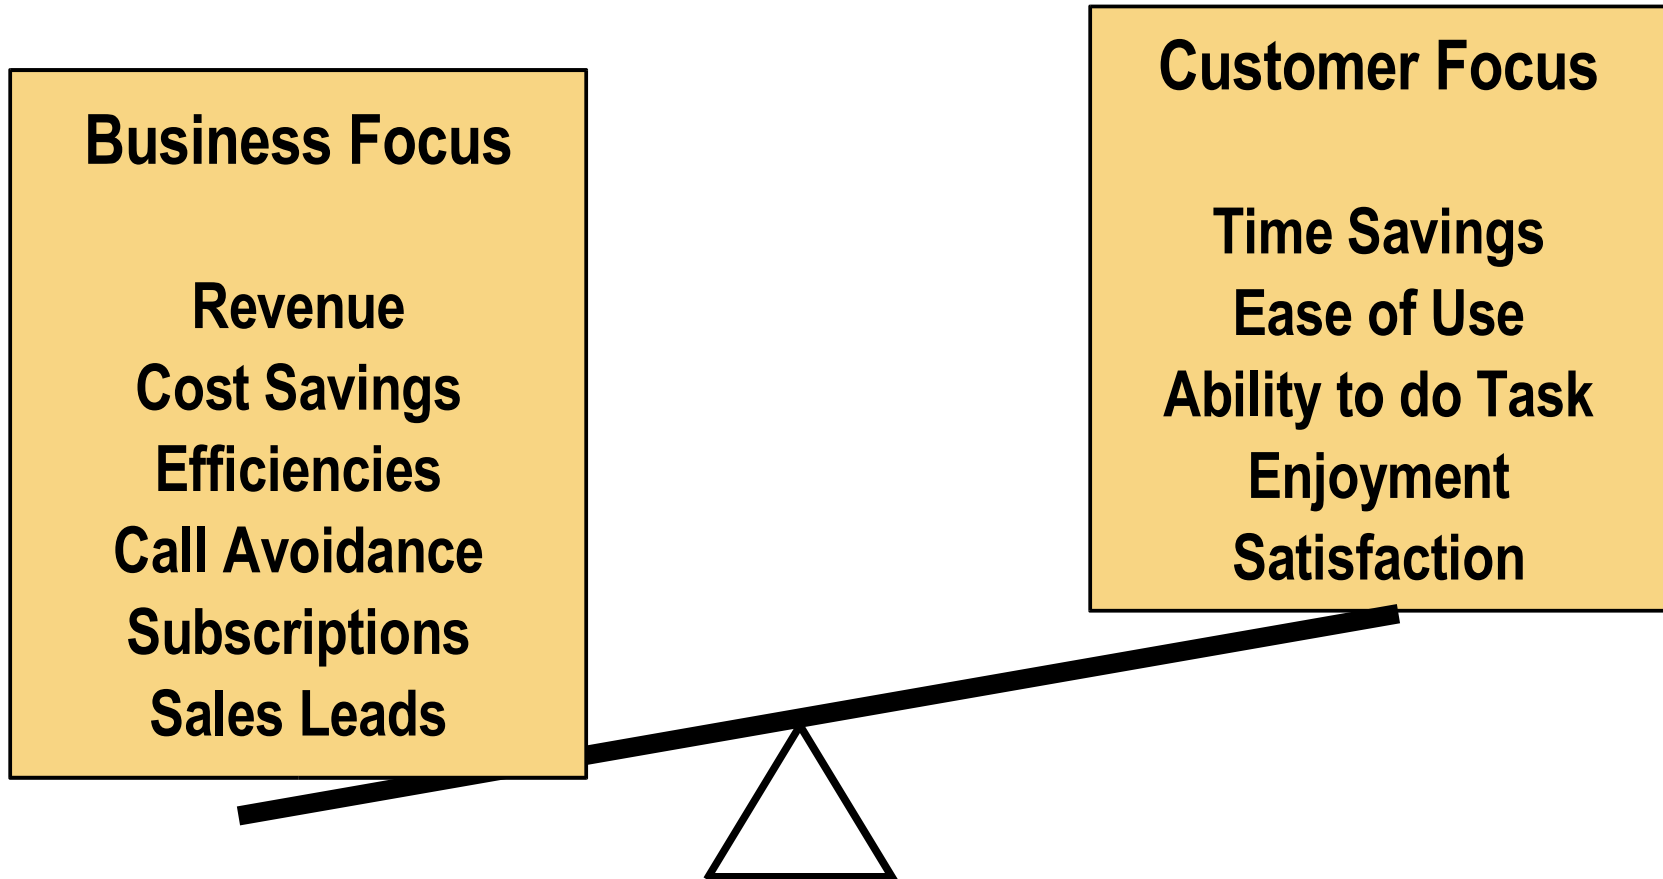 Business Focus
Revenue
Cost Savings
Efficiencies
Call Avoidance
Subscriptions
Sales Leads
Customer Focus
Time Savings
Ease of Use
Ability to do Task
Enjoyment
Satisfaction